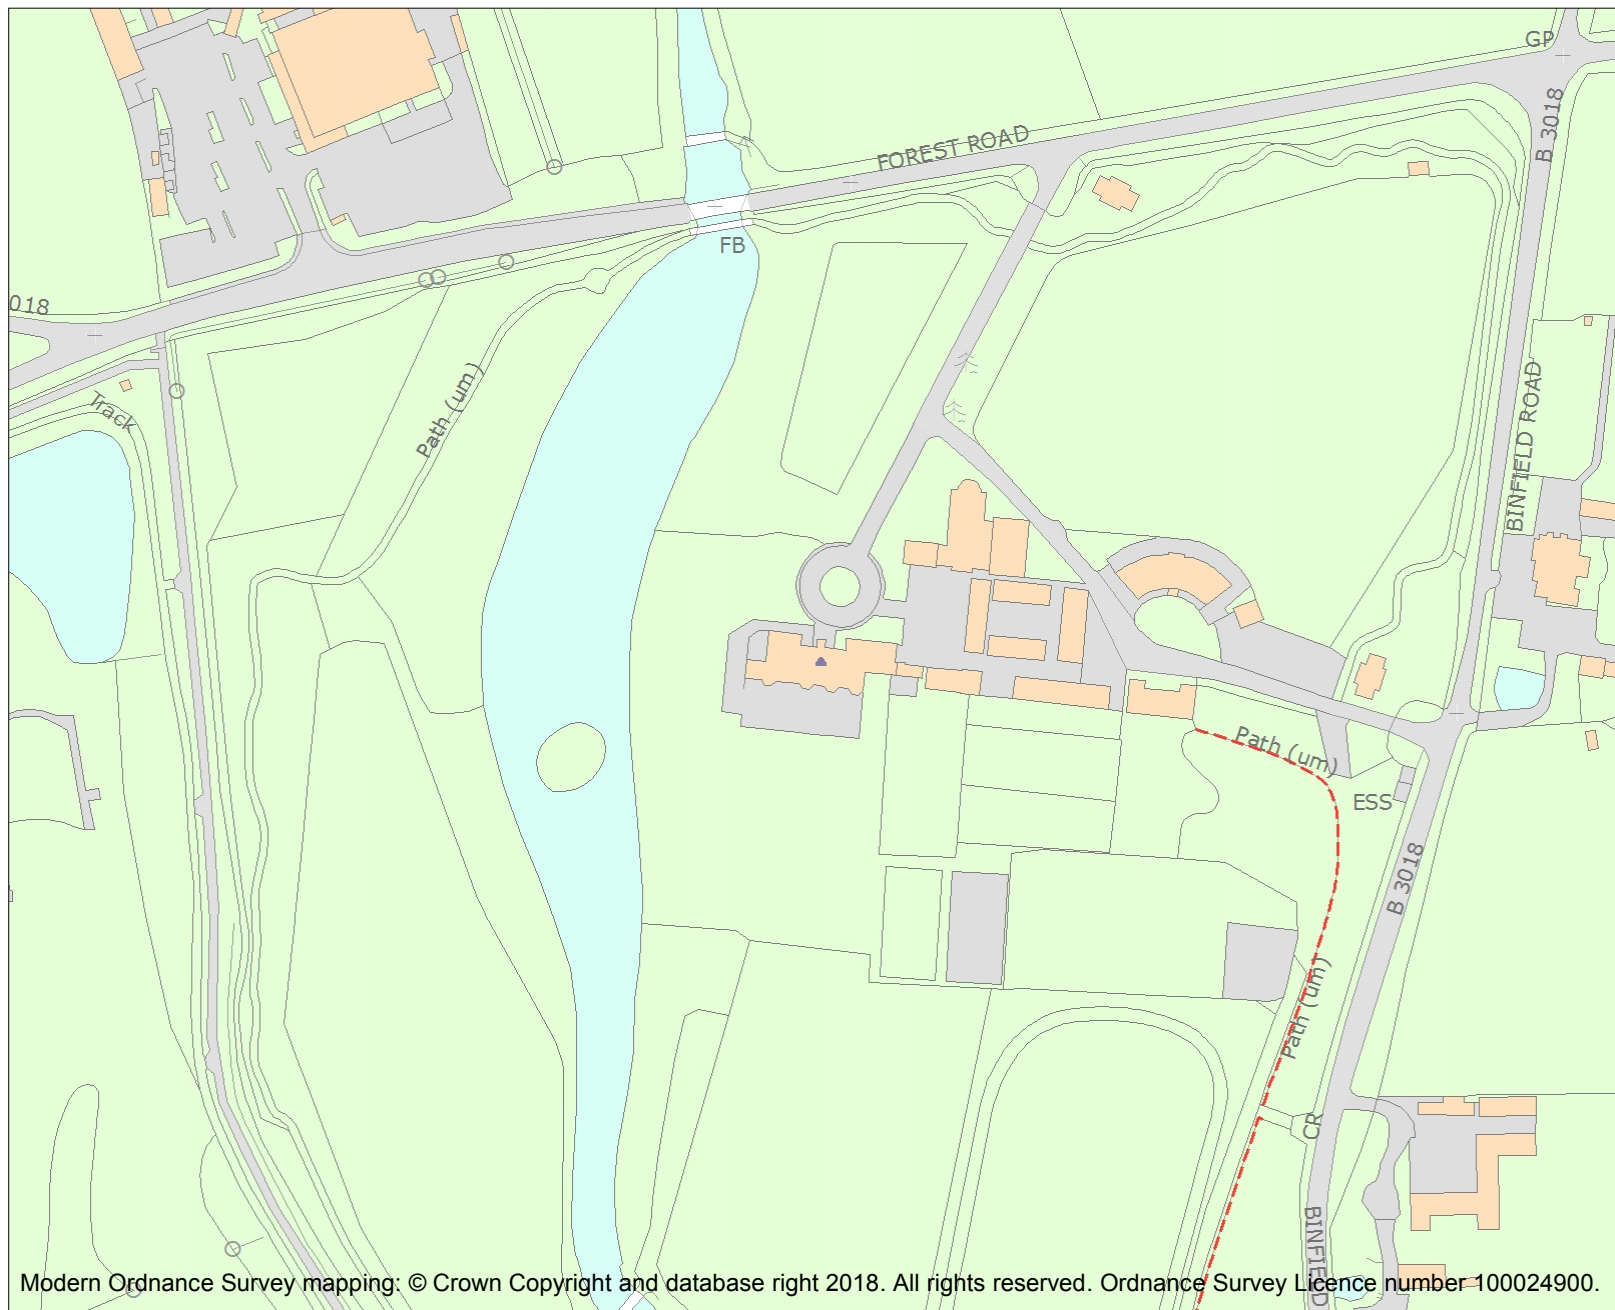 GP
B 3018
FOREST ROAD
FB
018
Track
Path (um)
BINFIELD ROAD
Path (um)
ESS
B 3018
Path (um)
CR
BINFIELD
Modern Ordnance Survey mapping: © Crown Copyright and database right 2018. All rights reserved. Ordnance Survey Licence number 100024900.